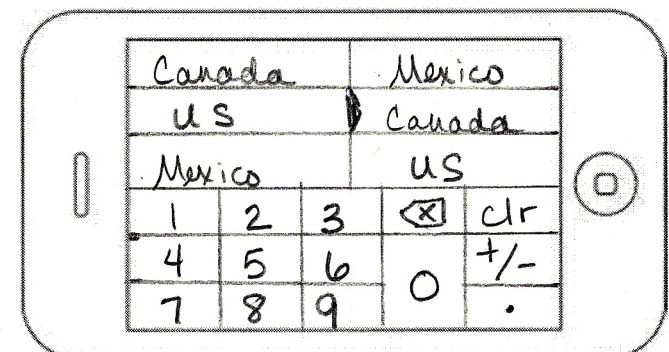 Canada Mexico
US Canada
Mexico US
1 2 3 ⌫ clr
4 5 6 0 +/-
7 8 9 .